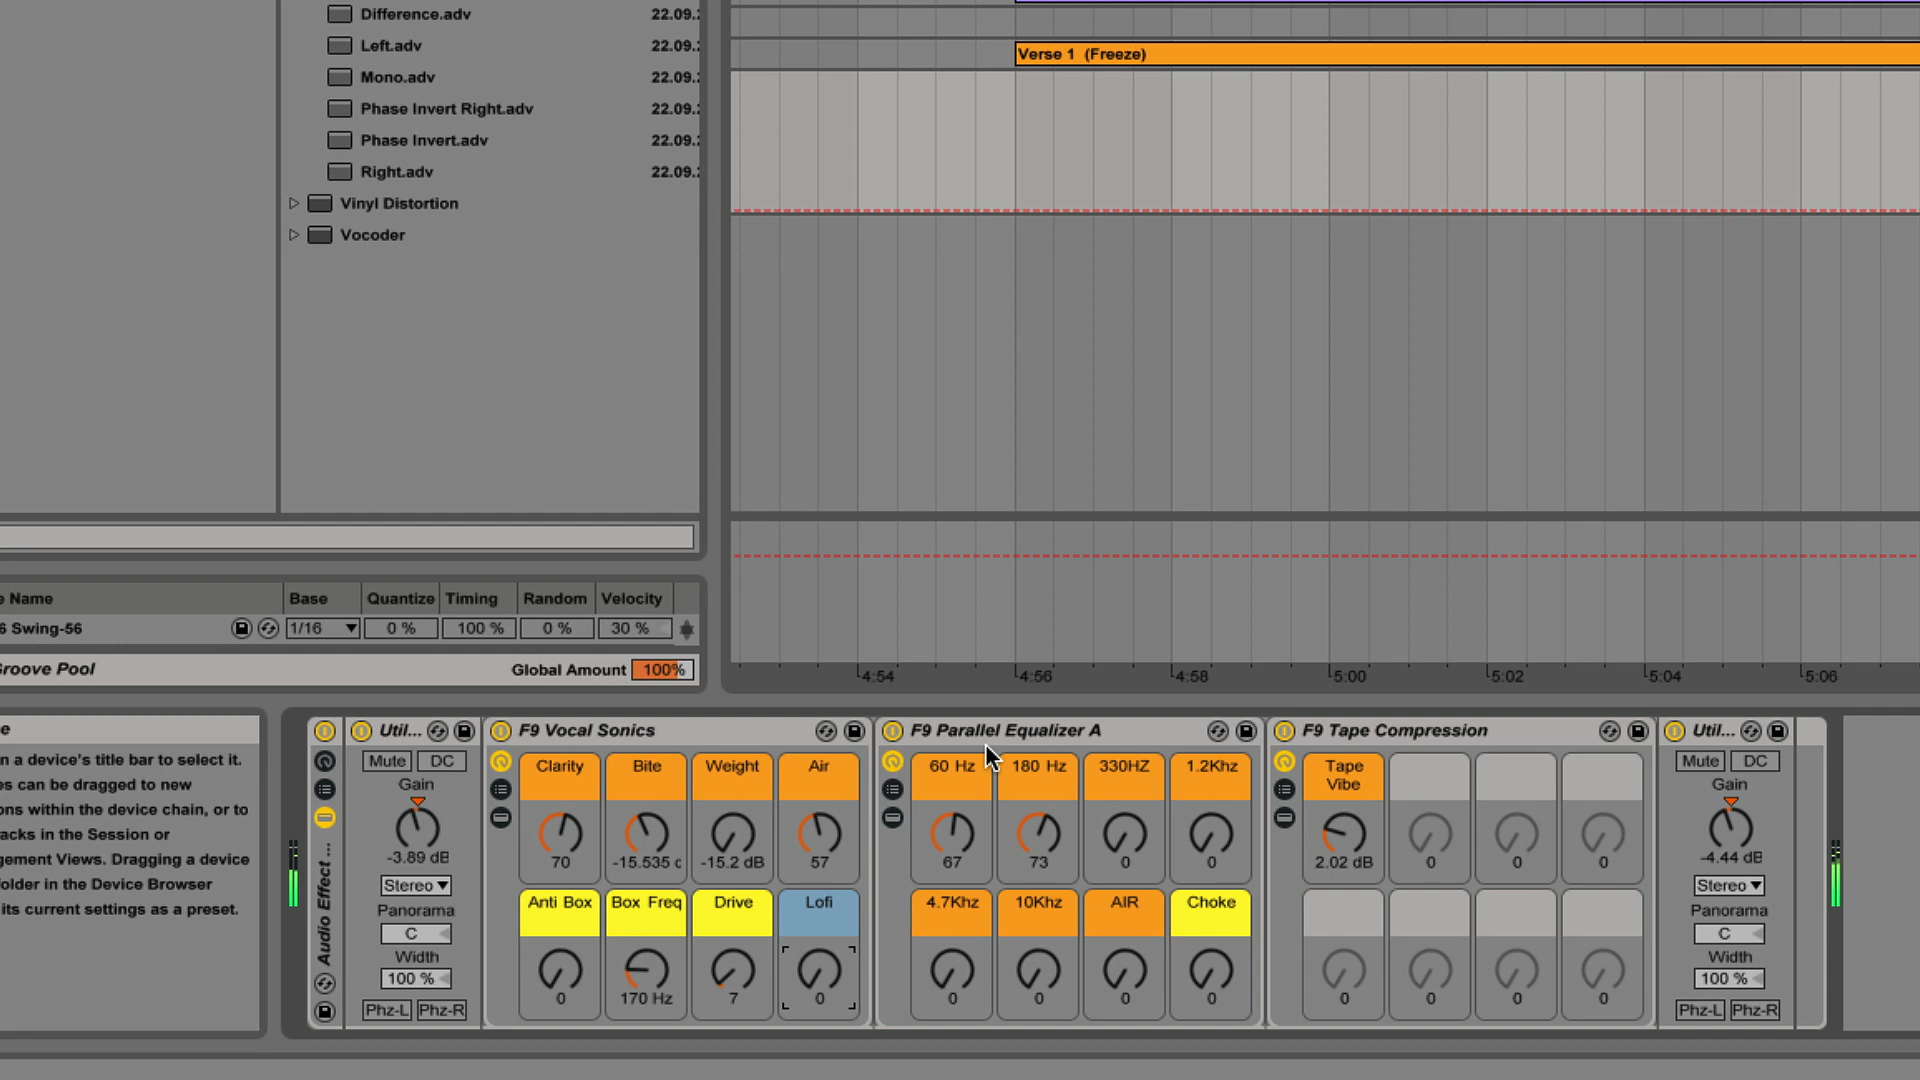 Difference.adv 22.09.
Left.adv 22.09.
Mono.adv 22.09.
Phase Invert Right.adv 22.09.
Phase Invert.adv 22.09.
Right.adv 22.09.
Vinyl Distortion
Vocoder
Verse 1 (Freeze)
e Name Base Quantize Timing Random Velocity
6 Swing-56 1/16 0 % 100 % 0 % 30 %
Groove Pool Global Amount 100%
4:54 4:56 4:58 5:00 5:02 5:04 5:06
e
n a device's title bar to select it.
es can be dragged to new
ons within the device chain, or to
racks in the Session or
gement Views. Dragging a device
folder in the Device Browser
its current settings as a preset.
Audio Effect ...
Util...
Mute DC
Gain
-3.89 dB
Stereo
Panorama
C
Width
100 %
Phz-L Phz-R
F9 Vocal Sonics
Clarity Bite Weight Air
70 -15.535 -15.2 dB 57
Anti Box Box Freq Drive Lofi
0 170 Hz 7 0
F9 Parallel Equalizer A
60 Hz 180 Hz 330HZ 1.2Khz
67 73 0 0
4.7Khz 10Khz AIR Choke
0 0 0 0
F9 Tape Compression
Tape
Vibe
2.02 dB 0 0 0
0 0 0 0
Util...
Mute DC
Gain
-4.44 dB
Stereo
Panorama
C
Width
100 %
Phz-L Phz-R